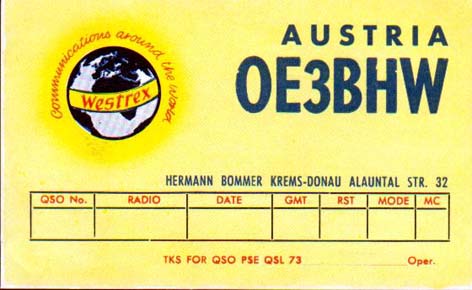 Communications around the World
Westrex
AUSTRIA
OE3BHW
HERMANN BOMMER KREMS-DONAU ALAUNTAL STR. 32
QSO No. RADIO DATE GMT RST MODE MC
TKS FOR QSO PSE QSL 73 Oper.